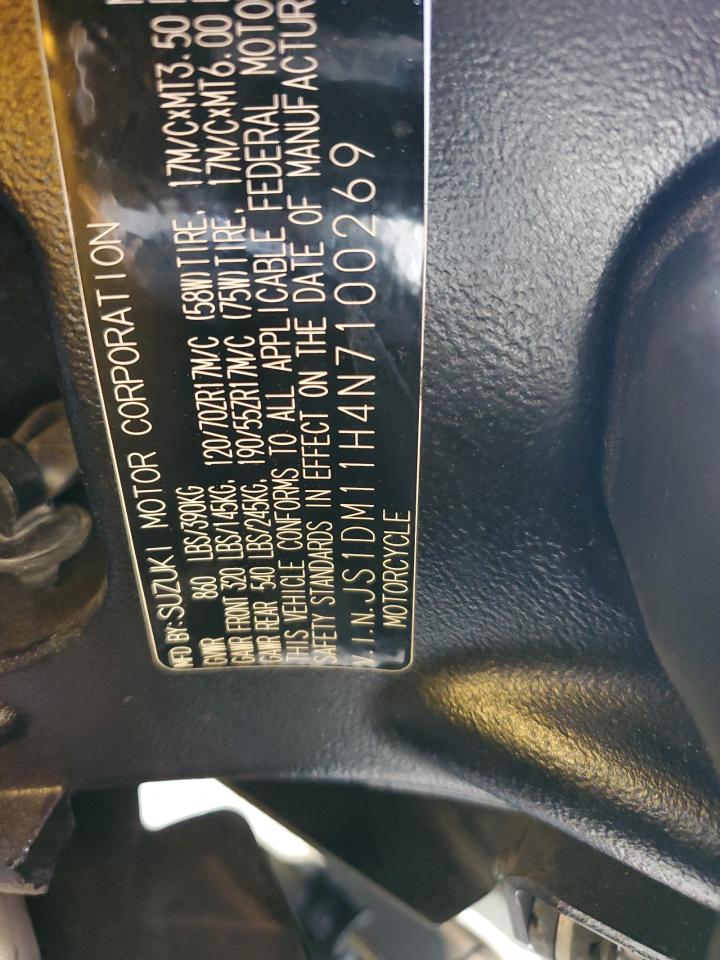 MFD BY:SUZUKI MOTOR CORPORATION
GVWR 860 LBS/390KG
GAWR FRONT 320 LBS/145KG, 120/70ZR17M/C (58W)TIRE, 17M/CxMT3.50
GAWR REAR 540 LBS/245KG, 190/55ZR17M/C (75W)TIRE, 17M/CxMT6.00
THIS VEHICLE CONFORMS TO ALL APPLICABLE FEDERAL MOTO
SAFETY STANDARDS IN EFFECT ON THE DATE OF MANUFACTUR
V.I.N.JS1DM11H4N7100269
MOTORCYCLE